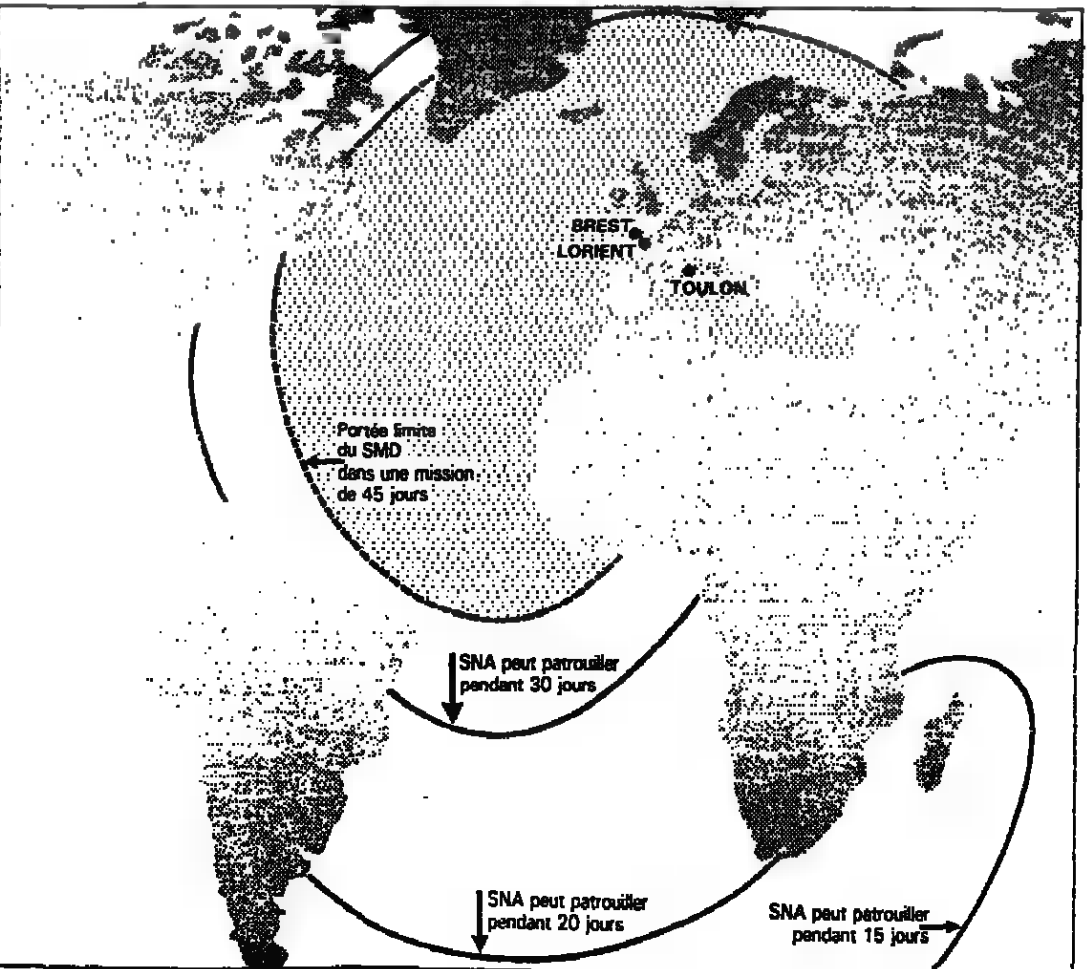 BREST
LORIENT
TOULON
Portée limite
du SMD
dans une mission
de 45 jours
SNA peut patrouiller
pendant 30 jours
SNA peut patrouiller
pendant 20 jours
SNA peut patrouiller
pendant 15 jours